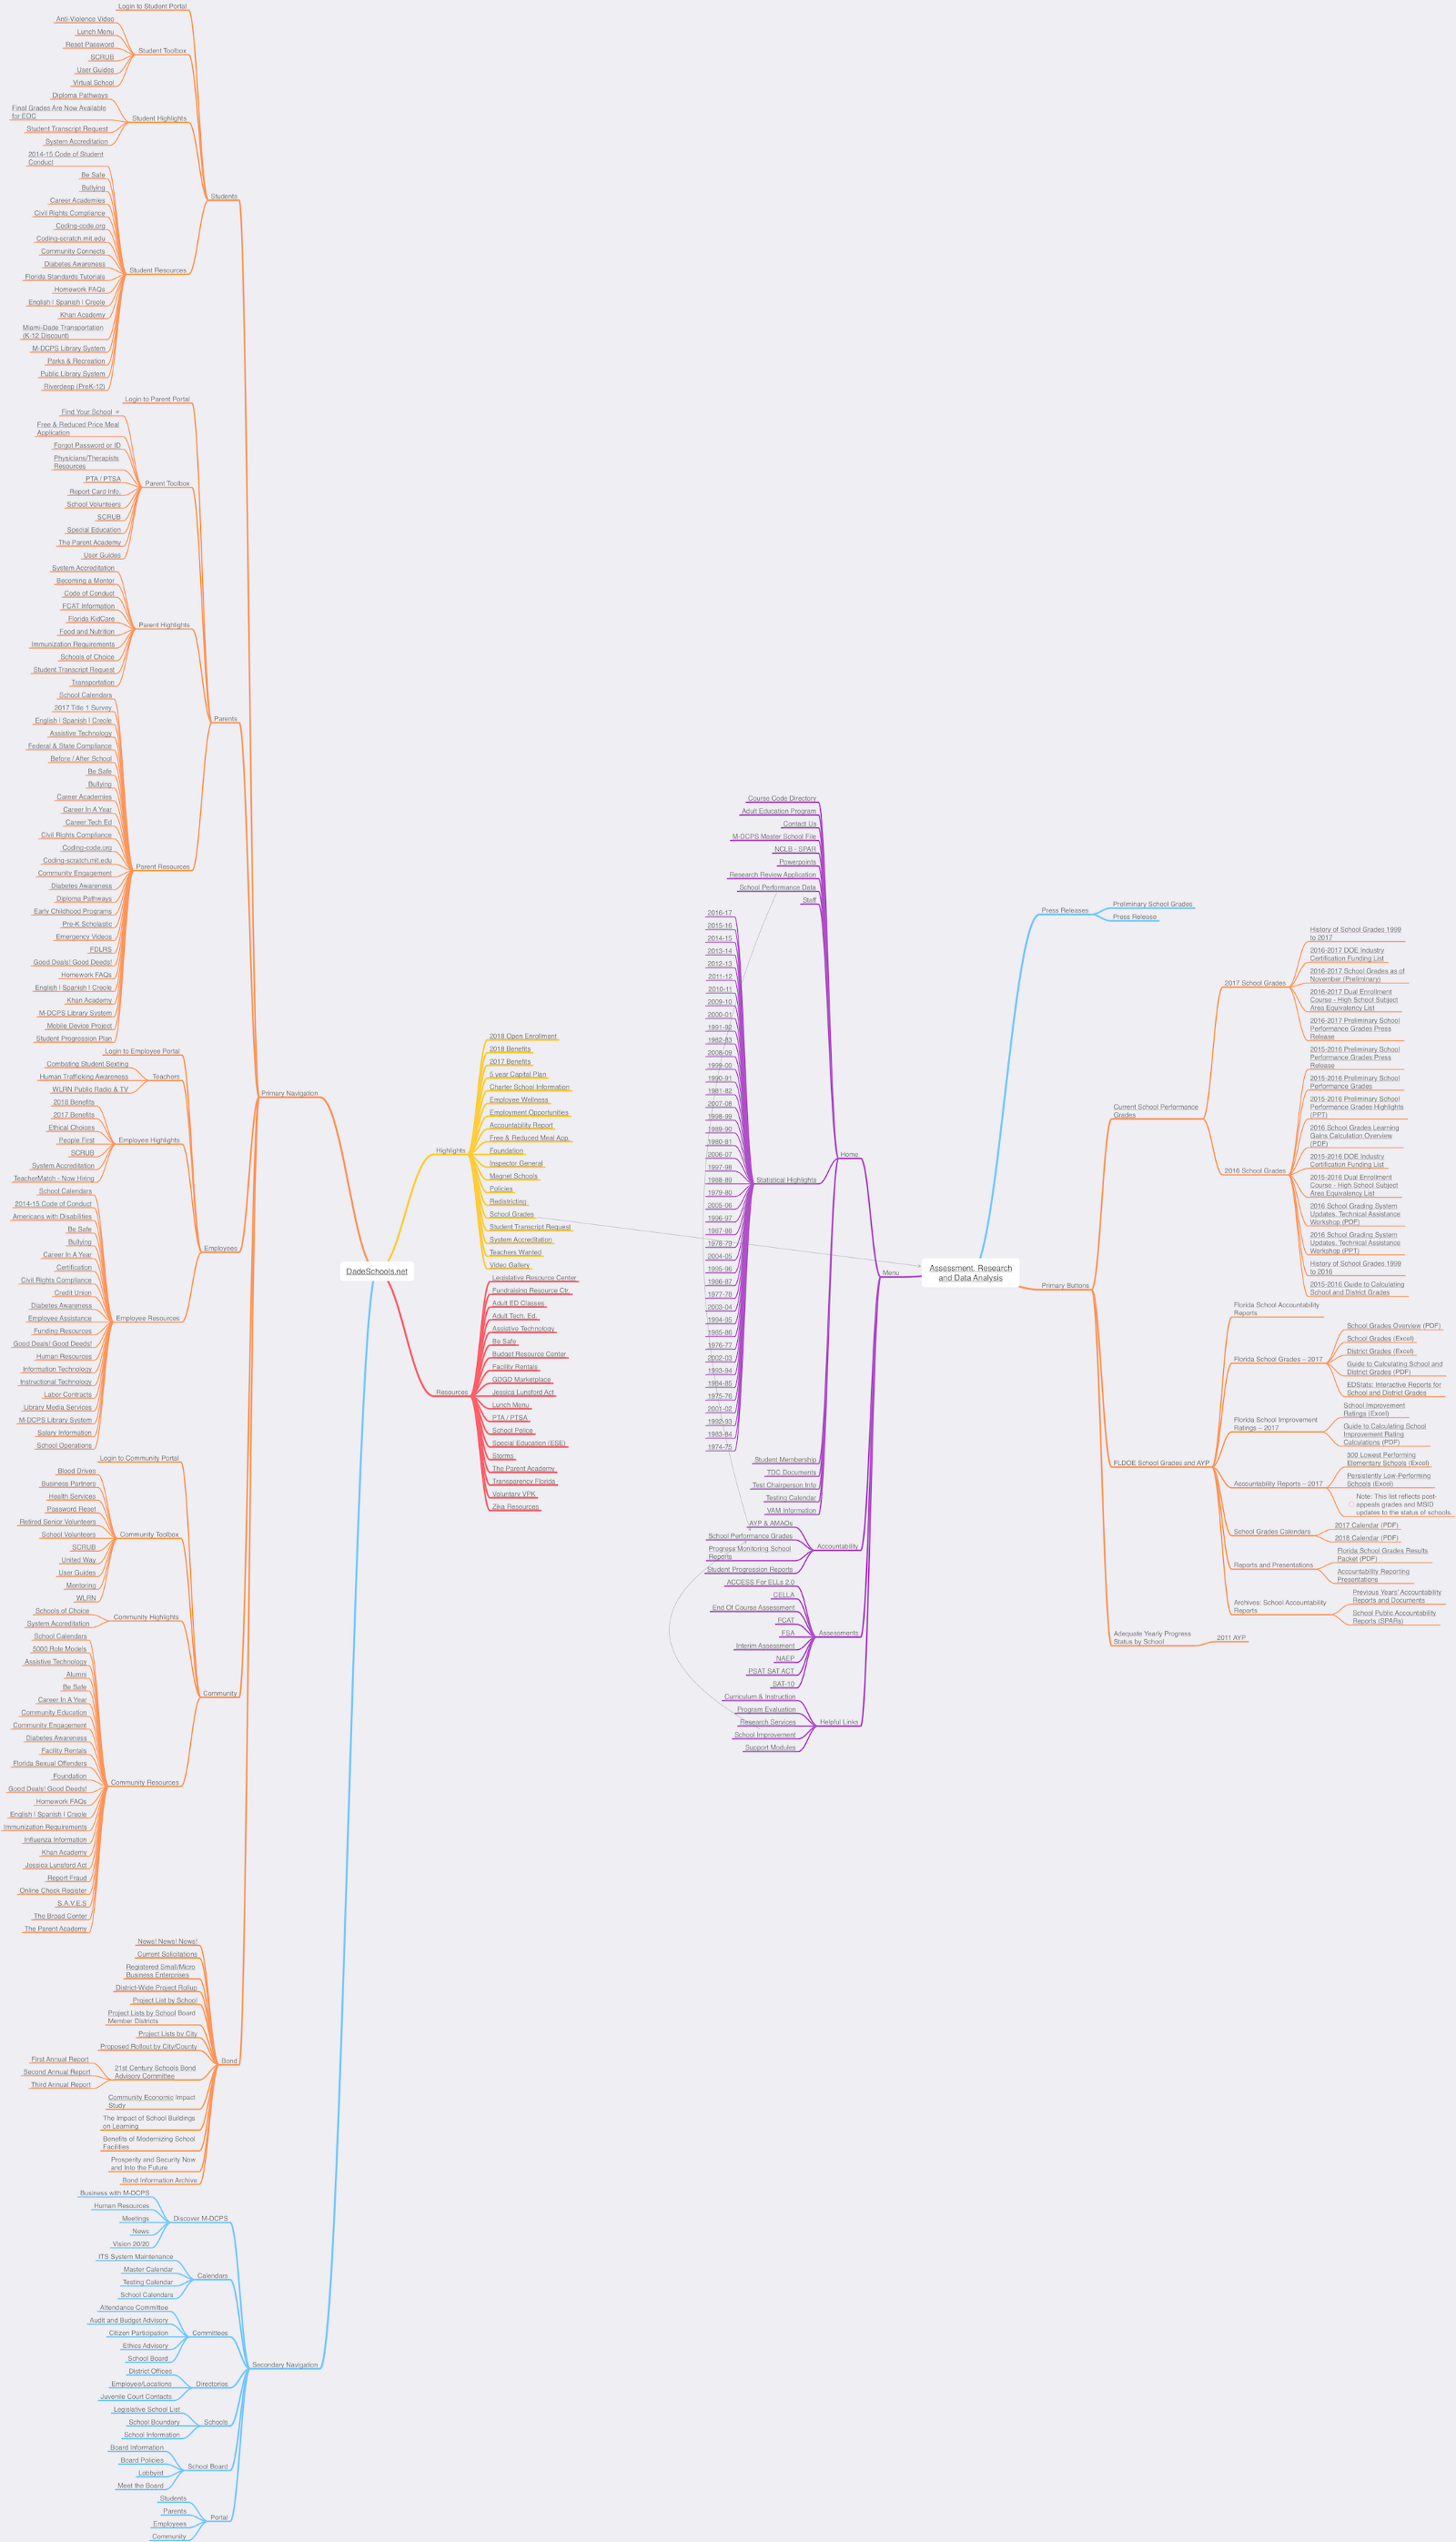 Login to Student Portal
Anti-Violence Video
Lunch Menu
Reset Password
SCRUB
User Guides
Virtual School
Student Toolbox
Diploma Pathways
Final Grades Are Now Available
for EOC
Student Transcript Request
System Accreditation
Student Highlights
2014-15 Code of Student
Conduct
Be Safe
Bullying
Career Academies
Civil Rights Compliance
Coding-code.org
Coding-scratch.mit.edu
Community Connects
Diabetes Awareness
Florida Standards Tutorials
Homework FAQs
English | Spanish | Creole
Khan Academy
Miami-Dade Transportation
(K-12 Discount)
M-DCPS Library System
Parks & Recreation
Public Library System
Riverdeep (PreK-12)
Student Resources
Students
Login to Parent Portal
Find Your School »
Free & Reduced Price Meal
Application
Forgot Password or ID
Physicians/Therapists
Resources
PTA / PTSA
Report Card Info.
School Volunteers
SCRUB
Special Education
The Parent Academy
User Guides
Parent Toolbox
System Accreditation
Becoming a Mentor
Code of Conduct
FCAT Information
Florida KidCare
Food and Nutrition
Immunization Requirements
Schools of Choice
Student Transcript Request
Transportation
Parent Highlights
School Calendars
2017 Title 1 Survey
English | Spanish | Creole
Assistive Technology
Federal & State Compliance
Before / After School
Be Safe
Bullying
Career Academies
Career In A Year
Career Tech Ed
Civil Rights Compliance
Coding-code.org
Coding-scratch.mit.edu
Community Engagement
Diabetes Awareness
Diploma Pathways
Early Childhood Programs
Pre-K Scholastic
Emergency Videos
FDLRS
Good Deals! Good Deeds!
Homework FAQs
English | Spanish | Creole
Khan Academy
M-DCPS Library System
Mobile Device Project
Student Progression Plan
Parent Resources
Parents
Login to Employee Portal
Combating Student Sexting
Human Trafficking Awareness
WLRN Public Radio & TV
Teachers
2018 Benefits
2017 Benefits
Ethical Choices
People First
SCRUB
System Accreditation
TeacherMatch - Now Hiring
Employee Highlights
School Calendars
2014-15 Code of Conduct
Americans with Disabilities
Be Safe
Bullying
Career In A Year
Certification
Civil Rights Compliance
Credit Union
Diabetes Awareness
Employee Assistance
Funding Resources
Good Deals! Good Deeds!
Human Resources
Information Technology
Instructional Technology
Labor Contracts
Library Media Services
M-DCPS Library System
Salary Information
School Operations
Employee Resources
Employees
Login to Community Portal
Blood Drives
Business Partners
Health Services
Password Reset
Retired Senior Volunteers
School Volunteers
SCRUB
United Way
User Guides
Mentoring
WLRN
Community Toolbox
Schools of Choice
System Accreditation
Community Highlights
School Calendars
5000 Role Models
Assistive Technology
Alumni
Be Safe
Career In A Year
Community Education
Community Engagement
Diabetes Awareness
Facility Rentals
Florida Sexual Offenders
Foundation
Good Deals! Good Deeds!
Homework FAQs
English | Spanish | Creole
Immunization Requirements
Influenza Information
Khan Academy
Jessica Lunsford Act
Report Fraud
Online Check Register
S.A.V.E.S
The Broad Center
The Parent Academy
Community Resources
Community
News! News! News!
Current Solicitations
Registered Small/Micro
Business Enterprises
District-Wide Project Rollup
Project List by School
Project Lists by School Board
Member Districts
Project Lists by City
Proposed Rollout by City/County
First Annual Report
Second Annual Report
Third Annual Report
21st Century Schools Bond
Advisory Committee
Community Economic Impact
Study
The Impact of School Buildings
on Learning
Benefits of Modernizing School
Facilities
Prosperity and Security Now
and Into the Future
Bond Information Archive
Bond
Primary Navigation
Business with M-DCPS
Human Resources
Meetings
News
Vision 20/20
Discover M-DCPS
ITS System Maintenance
Master Calendar
Testing Calendar
School Calendars
Calendars
Attendance Committee
Audit and Budget Advisory
Citizen Participation
Ethics Advisory
School Board
Committees
District Offices
Employee/Locations
Juvenile Court Contacts
Directories
Legislative School List
School Boundary
School Information
Schools
Board Information
Board Policies
Lobbyist
Meet the Board
School Board
Students
Parents
Employees
Community
Portal
Secondary Navigation
DadeSchools.net
Highlights
2018 Open Enrollment
2018 Benefits
2017 Benefits
5 year Capital Plan
Charter School Information
Employee Wellness
Employment Opportunities
Accountability Report
Free & Reduced Meal App.
Foundation
Inspector General
Magnet Schools
Policies
Redistricting
School Grades
Student Transcript Request
System Accreditation
Teachers Wanted
Video Gallery
Resources
Legislative Resource Center
Fundraising Resource Ctr.
Adult ED Classes
Adult Tech. Ed.
Assistive Technology
Be Safe
Budget Resource Center
Facility Rentals
GDGD Marketplace
Jessica Lunsford Act
Lunch Menu
PTA / PTSA
School Police
Special Education (ESE)
Storms
The Parent Academy
Transparency Florida
Voluntary VPK
Zika Resources
Course Code Directory
Adult Education Program
Contact Us
M-DCPS Master School File
NCLB - SPAR
Powerpoints
Research Review Application
School Performance Data
Staff
2016-17
2015-16
2014-15
2013-14
2012-13
2011-12
2010-11
2009-10
2000-01
1991-92
1982-83
2008-09
1999-00
1990-91
1981-82
2007-08
1998-99
1989-90
1980-81
2006-07
1997-98
1988-89
1979-80
2005-06
1996-97
1987-88
1978-79
2004-05
1995-96
1986-87
1977-78
2003-04
1994-95
1985-86
1976-77
2002-03
1993-94
1984-85
1975-76
2001-02
1992-93
1983-84
1974-75
Statistical Highlights
Student Membership
TDC Documents
Test Chairperson Info
Testing Calendar
VAM Information
Home
AYP & AMAOs
School Performance Grades
Progress Monitoring School
Reports
Student Progression Reports
Accountability
ACCESS For ELLs 2.0
CELLA
End Of Course Assessment
FCAT
FSA
Interim Assessment
NAEP
PSAT SAT ACT
SAT-10
Assessments
Curriculum & Instruction
Program Evaluation
Research Services
School Improvement
Support Modules
Helpful Links
Menu
Assessment, Research
and Data Analysis
Press Releases
Preliminary School Grades
Press Release
Primary Buttons
Current School Performance
Grades
2017 School Grades
History of School Grades 1999
to 2017
2016-2017 DOE Industry
Certification Funding List
2016-2017 School Grades as of
November (Preliminary)
2016-2017 Dual Enrollment
Course - High School Subject
Area Equivalency List
2016-2017 Preliminary School
Performance Grades Press
Release
2016 School Grades
2015-2016 Preliminary School
Performance Grades Press
Release
2015-2016 Preliminary School
Performance Grades
2015-2016 Preliminary School
Performance Grades Highlights
(PPT)
2016 School Grades Learning
Gains Calculation Overview
(PDF)
2015-2016 DOE Industry
Certification Funding List
2015-2016 Dual Enrollment
Course - High School Subject
Area Equivalency List
2016 School Grading System
Updates, Technical Assistance
Workshop (PDF)
2016 School Grading System
Updates, Technical Assistance
Workshop (PPT)
History of School Grades 1999
to 2016
2015-2016 Guide to Calculating
School and District Grades
FLDOE School Grades and AYP
Florida School Accountability
Reports
Florida School Grades – 2017
School Grades Overview (PDF)
School Grades (Excel)
District Grades (Excel)
Guide to Calculating School and
District Grades (PDF)
EDStats: Interactive Reports for
School and District Grades
Florida School Improvement
Ratings – 2017
School Improvement
Ratings (Excel)
Guide to Calculating School
Improvement Rating
Calculations (PDF)
Accountability Reports – 2017
300 Lowest Performing
Elementary Schools (Excel)
Persistently Low-Performing
Schools (Excel)
Note: This list reflects post-
appeals grades and MSID
updates to the status of schools.
School Grades Calendars
2017 Calendar (PDF)
2018 Calendar (PDF)
Reports and Presentations
Florida School Grades Results
Packet (PDF)
Accountability Reporting
Presentations
Archives: School Accountability
Reports
Previous Years' Accountability
Reports and Documents
School Public Accountability
Reports (SPARs)
Adequate Yearly Progress
Status by School
2011 AYP